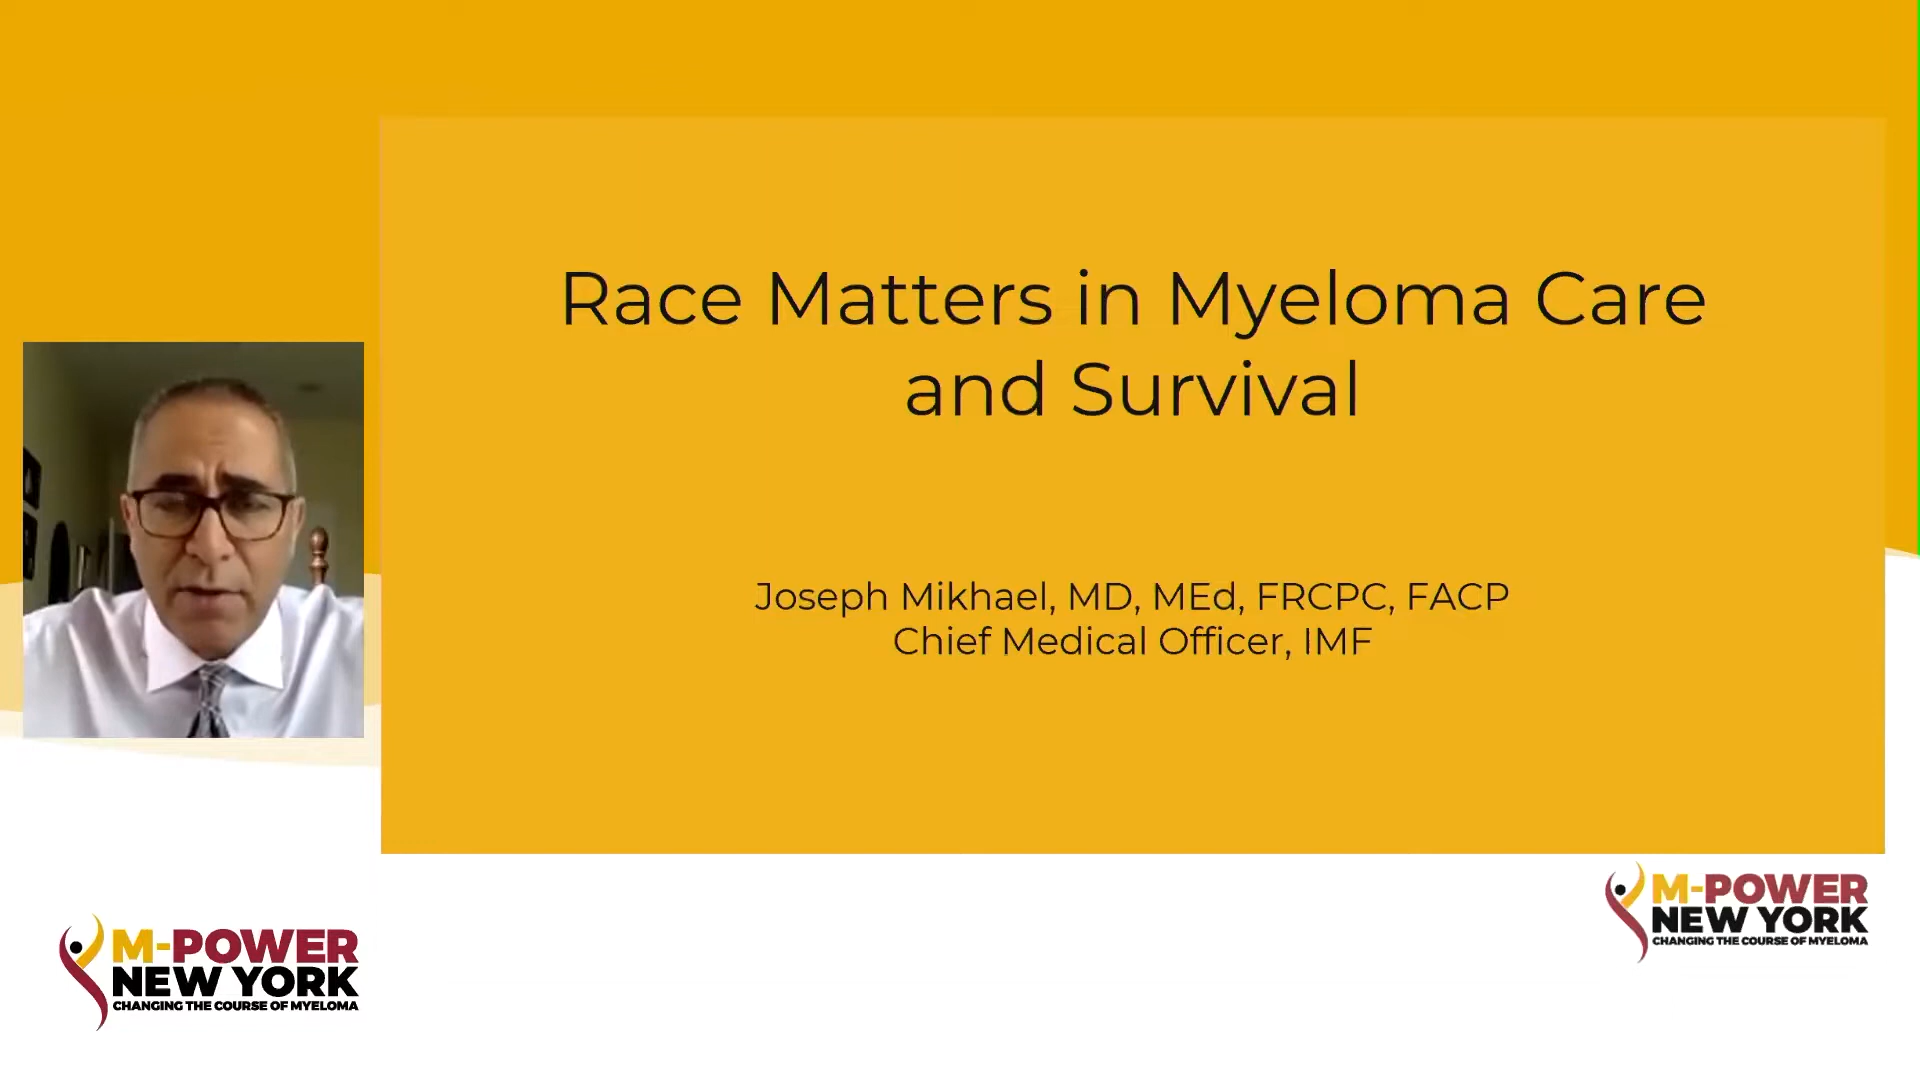 Race Matters in Myeloma Care
and Survival
Joseph Mikhael, MD, MEd, FRCPC, FACP
Chief Medical Officer, IMF
M-POWER
NEW YORK
CHANGING THE COURSE OF MYELOMA
M-POWER
NEW YORK
CHANGING THE COURSE OF MYELOMA